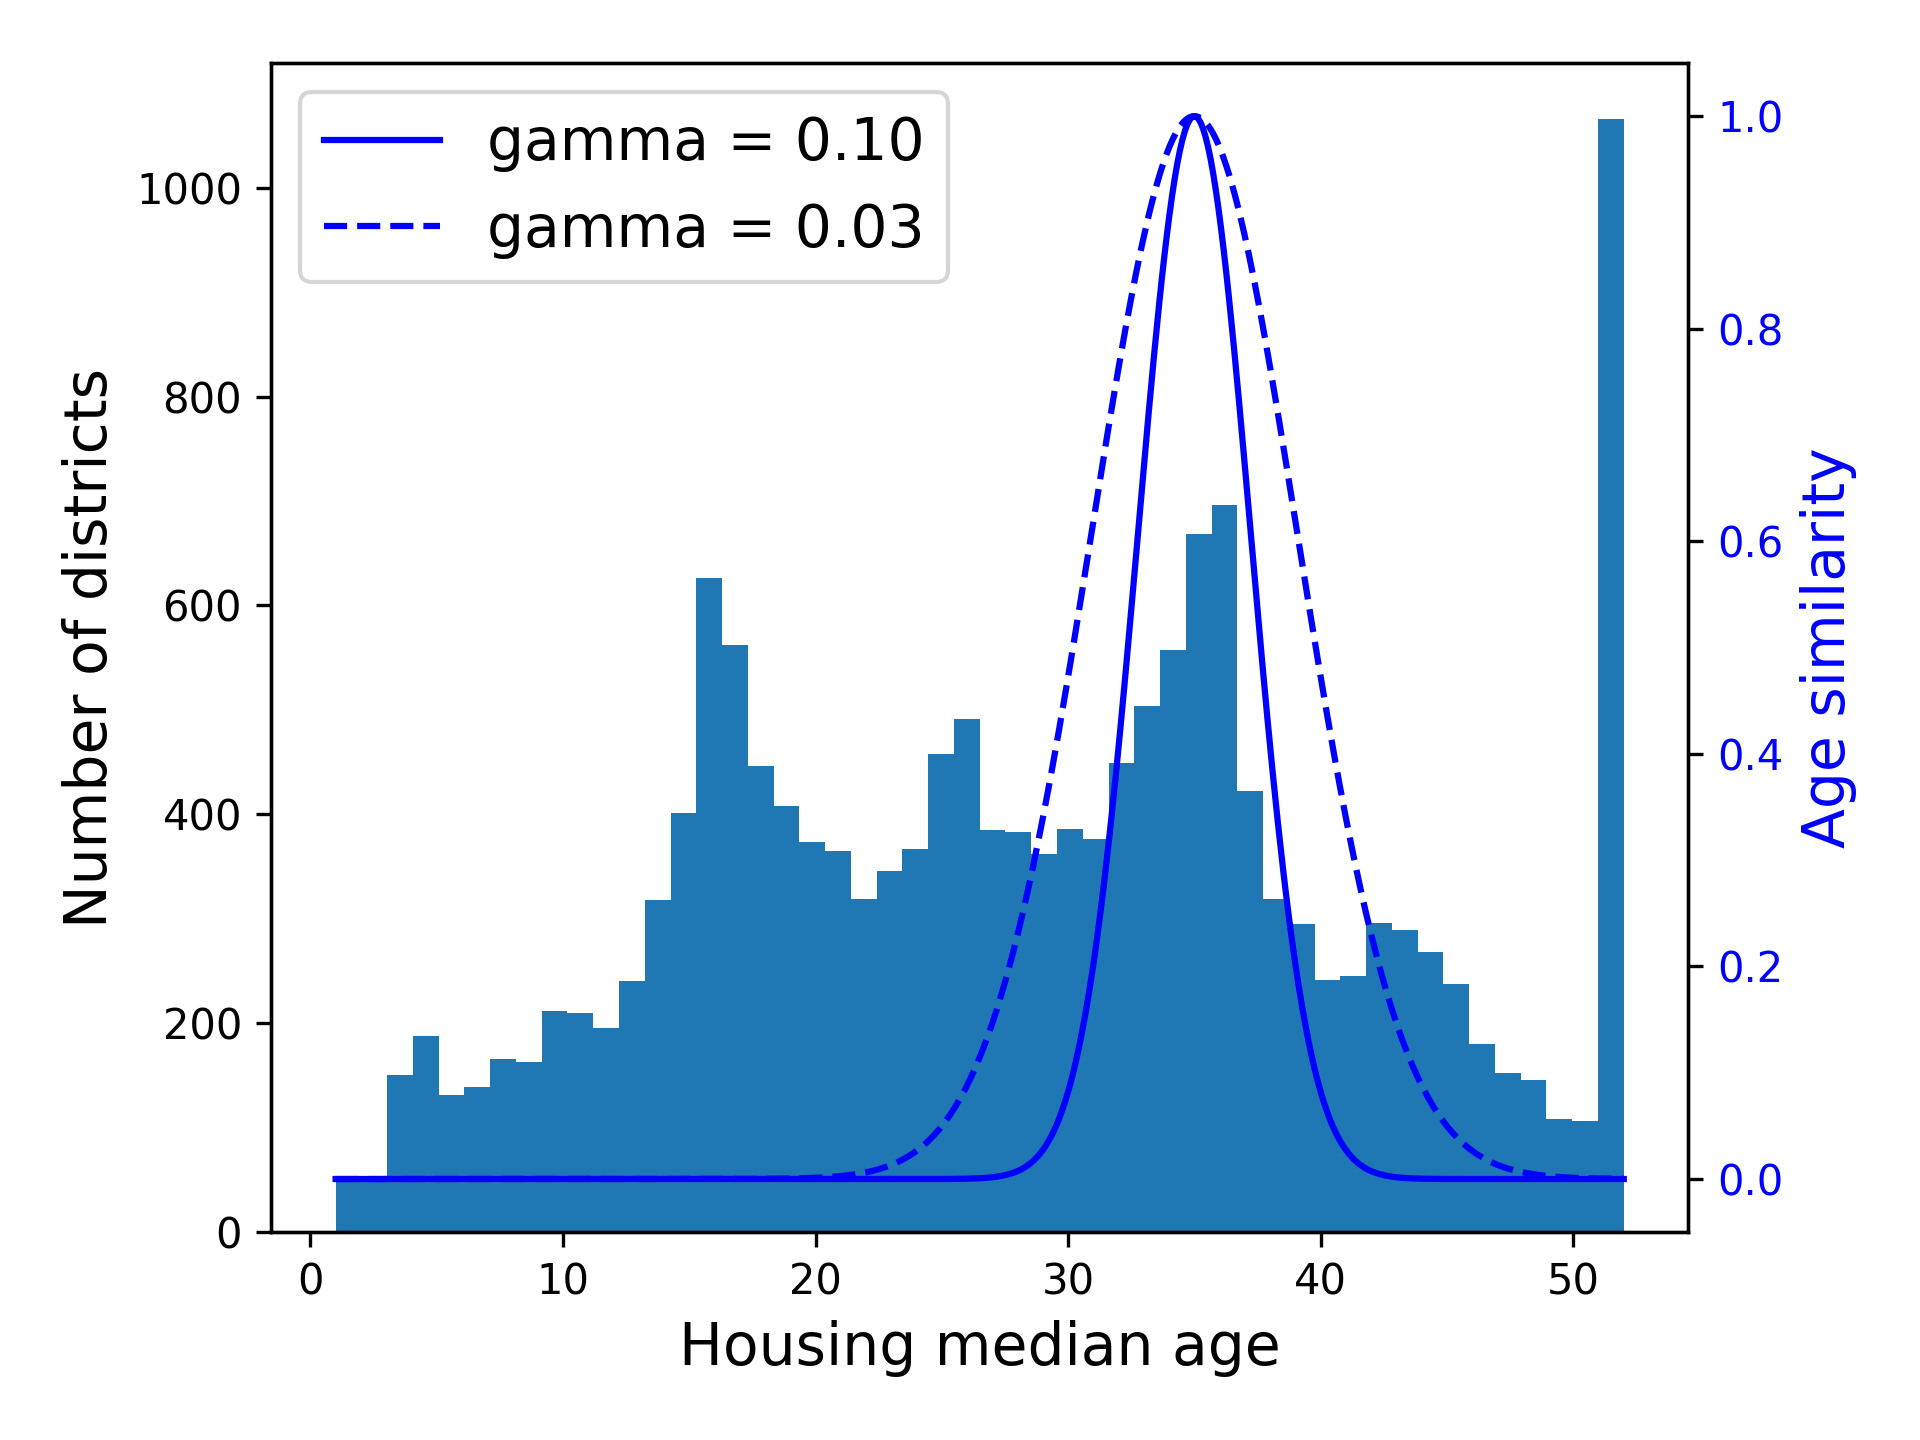 gamma = 0.10
gamma = 0.03
Number of districts
1000
800
600
400
200
0
1.0
0.8
0.6
0.4
0.2
0.0
Age similarity
0 10 20 30 40 50
Housing median age